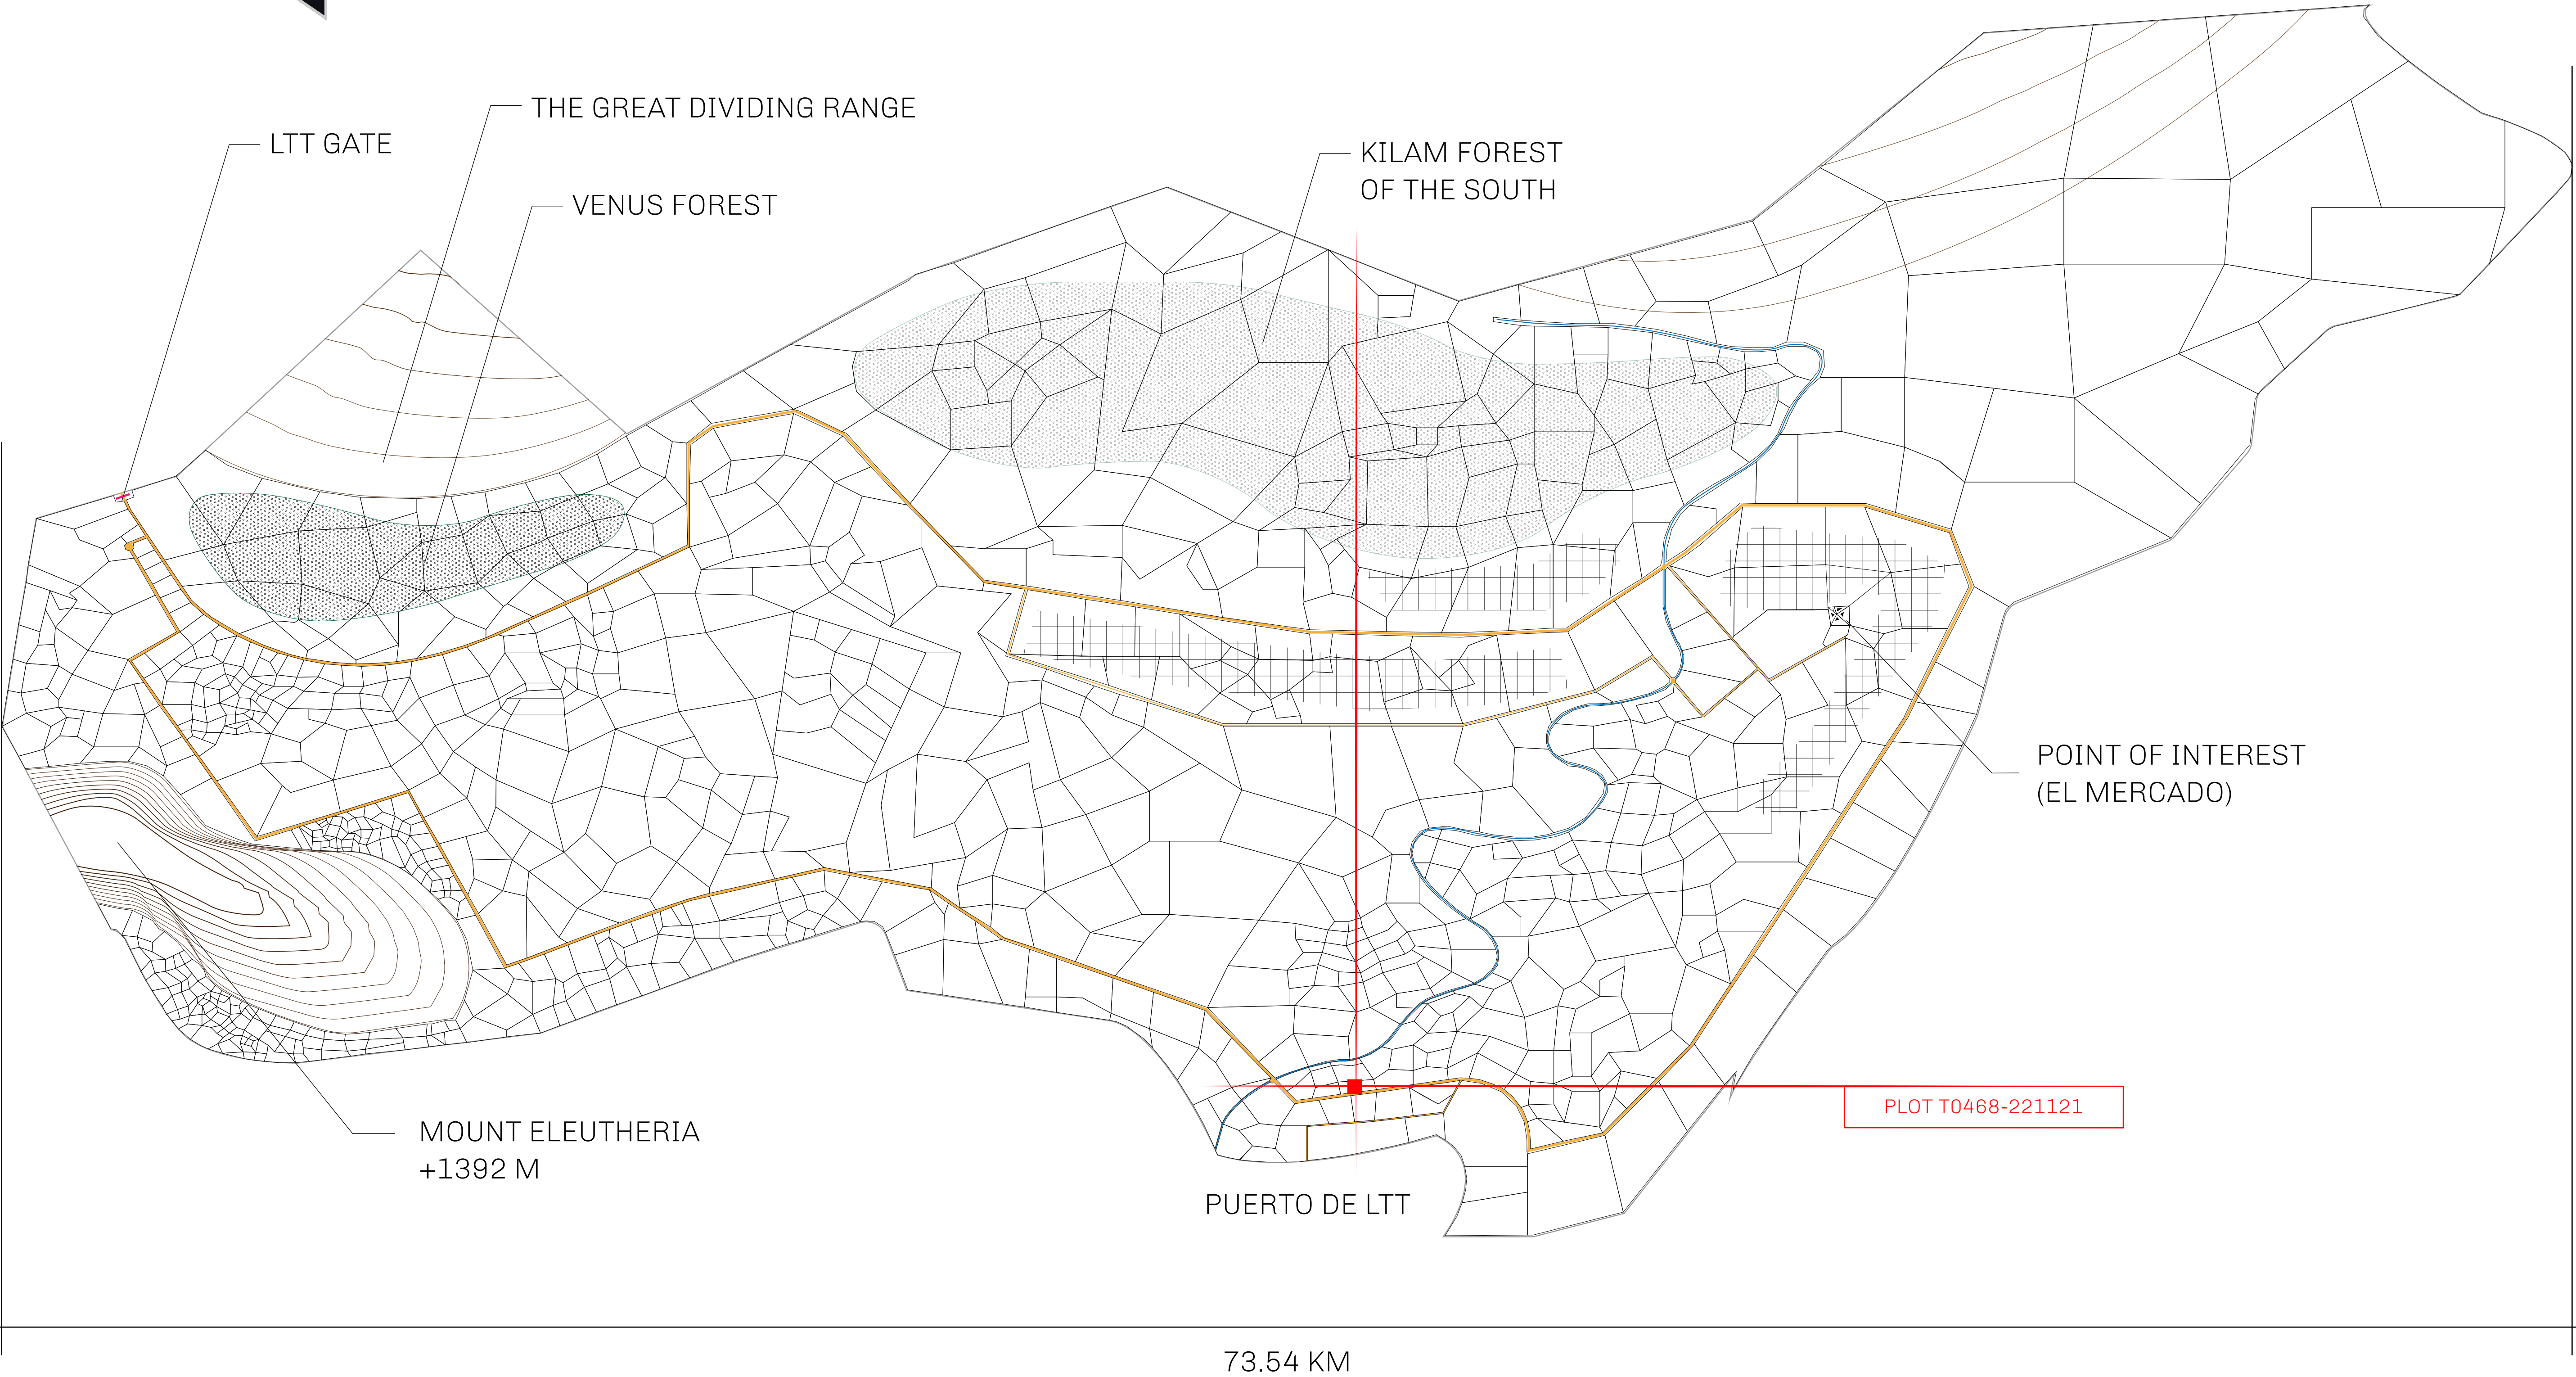 THE GREAT DIVIDING RANGE
LTT GATE
VENUS FOREST
KILAM FOREST
OF THE SOUTH
POINT OF INTEREST
(EL MERCADO)
PLOT T0468-221121
MOUNT ELEUTHERIA
+1392 M
PUERTO DE LTT
73.54 KM